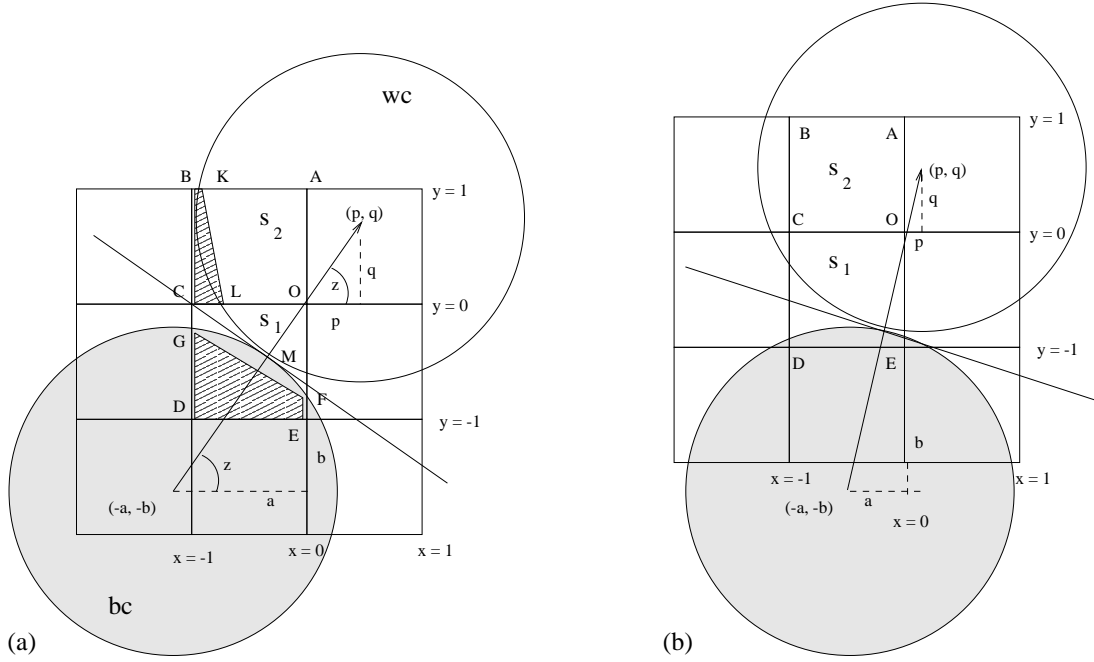 wc
B K A
y = 1
S 2
(p, q)
z
q
C L O
y = 0
S 1
p
G
M
F
D
E
y = -1
z
b
a
(-a, -b)
x = -1
x = 0
x = 1
bc
(a)
B A
y = 1
S 2
(p, q)
q
C O
y = 0
p
S 1
y = -1
D E
b
x = -1
x = 1
(-a, -b)
a
x = 0
(b)